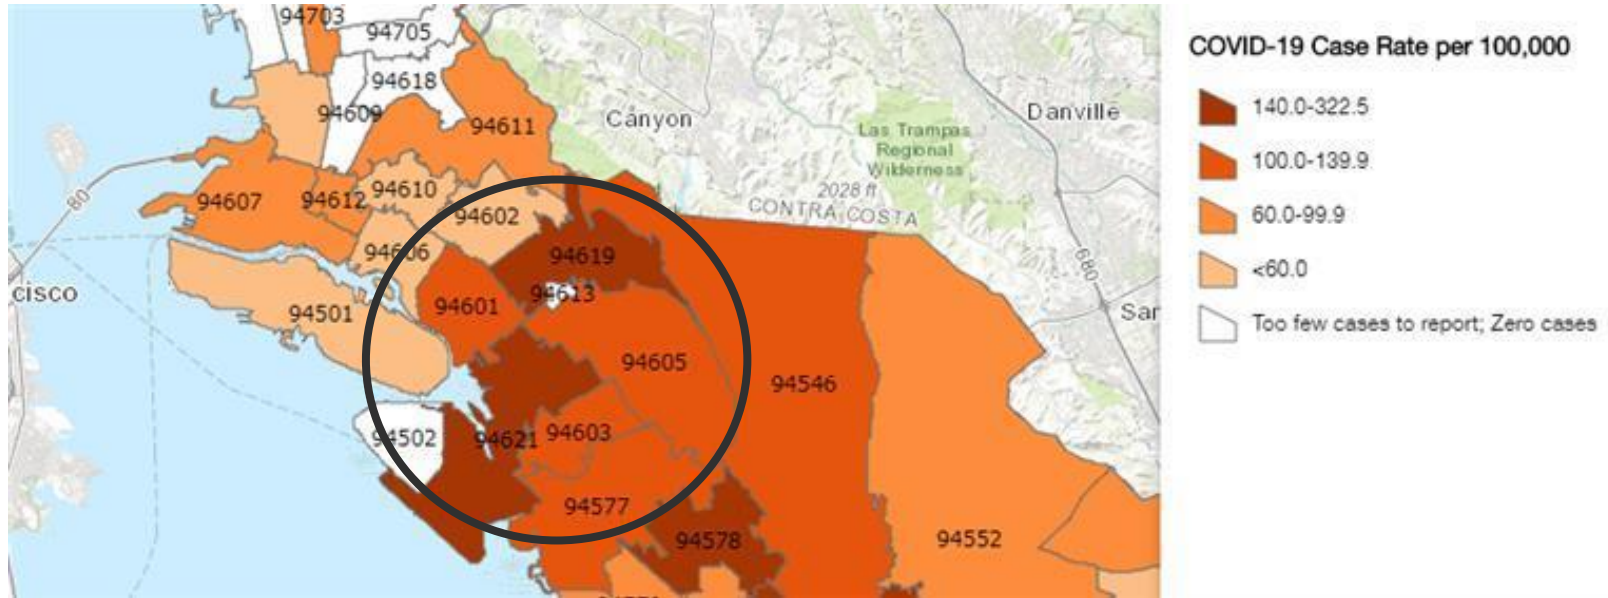 94703
94705
94618
94609
94611
Canyon
Danville
Las Trampas
Regional
Wilderness
2028 ft
CONTRA COSTA
80
94607
94612
94610
94602
94606
94619
94613
680
cisco
94501
94601
San
94605
94546
94502
94621
94603
94577
94578
94552
COVID-19 Case Rate per 100,000
140.0-322.5
100.0-139.9
60.0-99.9
<60.0
Too few cases to report; Zero cases